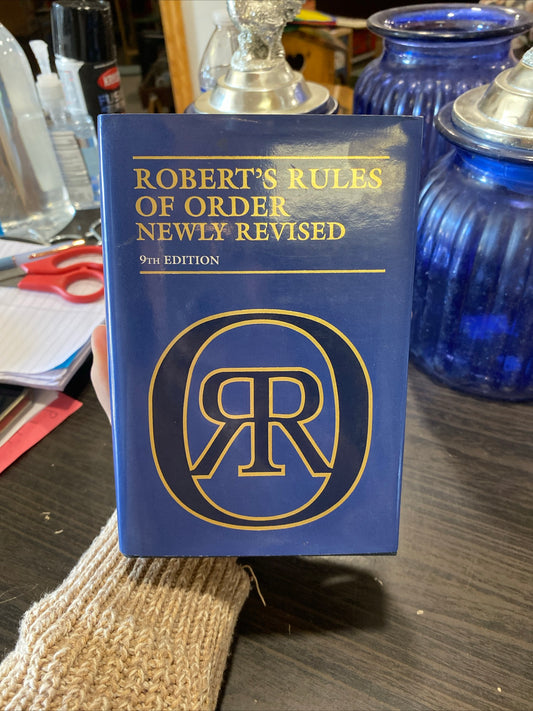 ROBERT'S RULES
OF ORDER
NEWLY REVISED
9TH EDITION
RR